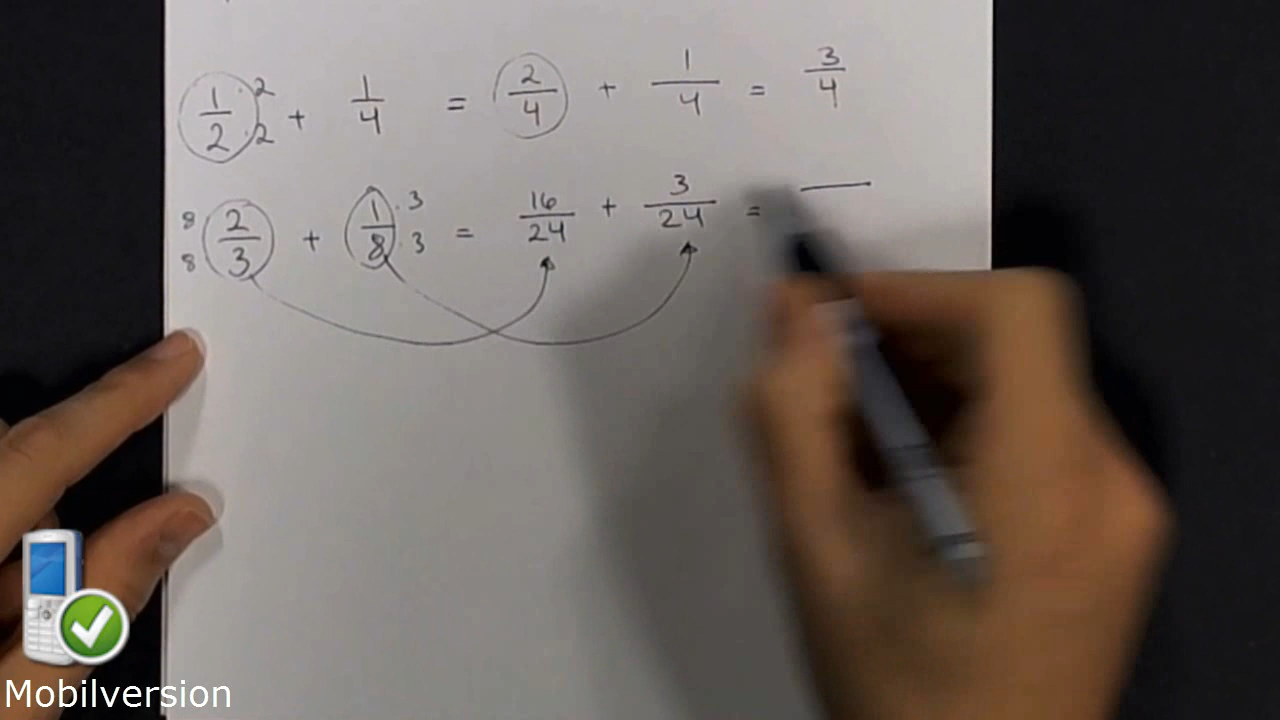 1/2 · 2/2 + 1/4 = 2/4 + 1/4 = 3/4
8/8 2/3 + 1/8 · 3/3 = 16/24 + 3/24 =
Mobilversion